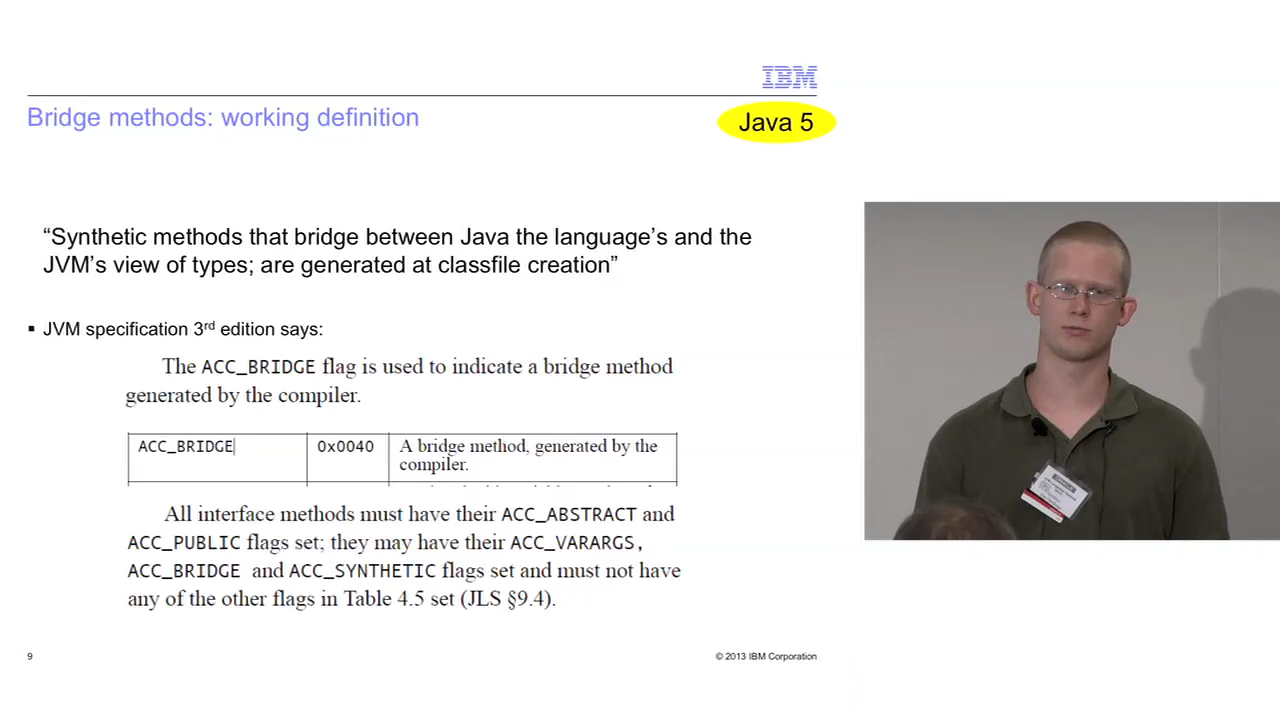 IBM
Bridge methods: working definition
Java 5
“Synthetic methods that bridge between Java the language’s and the
JVM’s view of types; are generated at classfile creation”
▪ JVM specification 3rd edition says:
The ACC_BRIDGE flag is used to indicate a bridge method
generated by the compiler.
ACC_BRIDGE 0x0040 A bridge method, generated by the
compiler.
All interface methods must have their ACC_ABSTRACT and
ACC_PUBLIC flags set; they may have their ACC_VARARGS,
ACC_BRIDGE and ACC_SYNTHETIC flags set and must not have
any of the other flags in Table 4.5 set (JLS §9.4).
9
© 2013 IBM Corporation